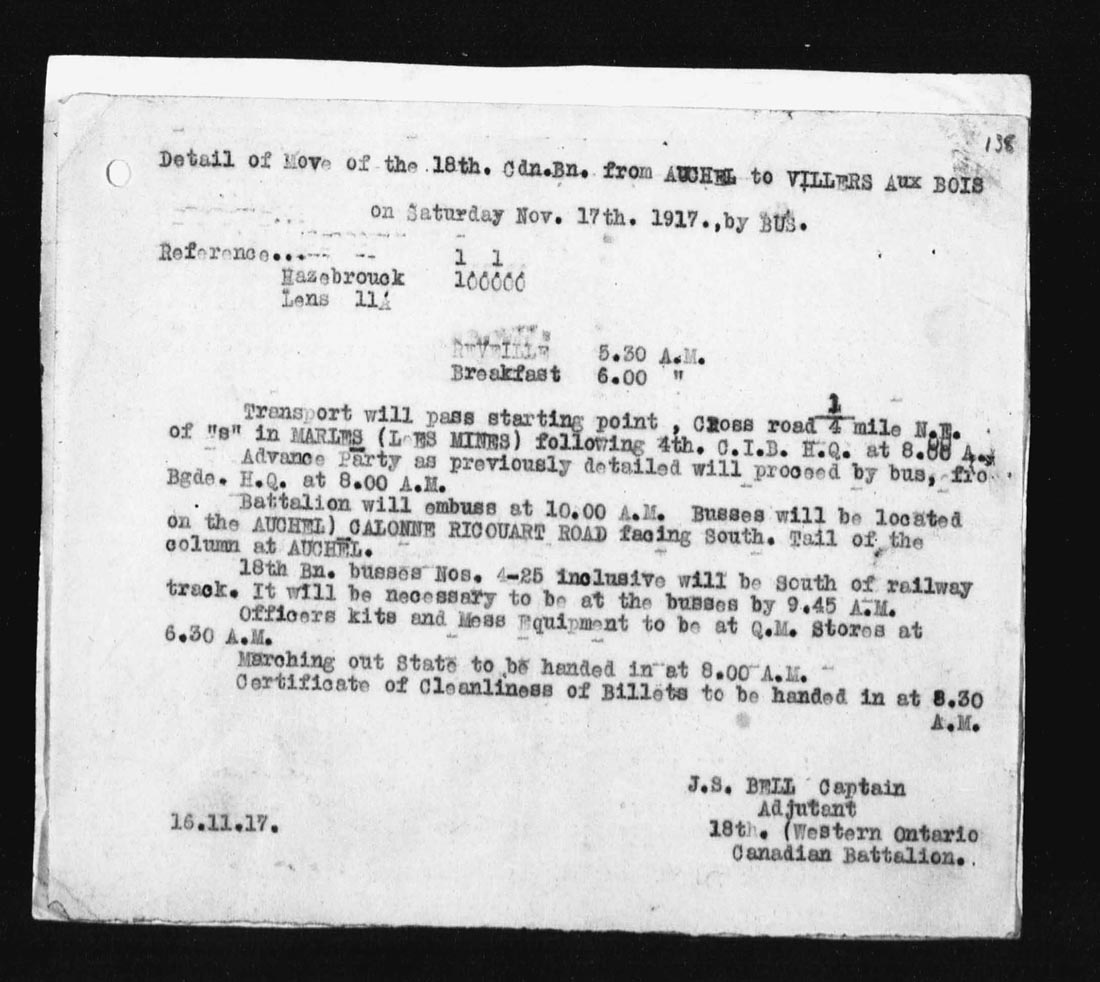 138
Detail of Move of the 18th. Cdn.Bn. from AUCHEL to VILLERS AUX BOIS
on Saturday Nov. 17th. 1917.,by BUS.
Reference...--- -- 1 1
Hazebrouck 100000
Lens 11A
REVEILLE 5.30 A.M.
Breakfast 6.00 "
Transport will pass starting point , Cross road 1/4 mile N.E.
of "s" in MARLES (LES MINES) following 4th. C.I.B. H.Q. at A.,
Advance Party as previously detailed will proceed by bus, fro
Bgde. H.Q. at 8.00 A.M.
Battalion will embuss at 10.00 A.M. Busses will be located
on the AUCHEL) CALONNE RICOUART ROAD facing South. Tail of the
column at AUCHEL.
18th Bn. busses Nos. 4-25 inclusive will be South of railway
track. It will be necessary to be at the busses by 9.45 A.M.
Officers kits and Mess Equipment to be at Q.M. Stores at
6.30 A.M.
Marching out State to be handed in at 8.00 A.M.
Certificate of Cleanliness of Billets to be handed in at 8.30
A.M.
J.S. BELL Captain
Adjutant
16.11.17.
18th. (Western Ontario
Canadian Battalion.